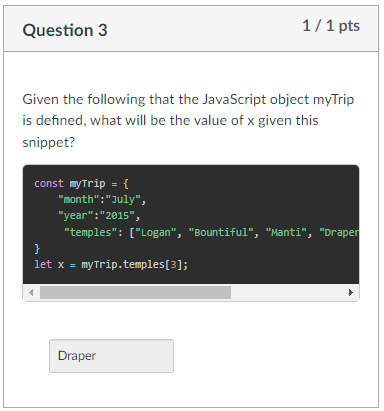 Question 3
1 / 1 pts
Given the following that the JavaScript object myTrip
is defined, what will be the value of x given this
snippet?
const myTrip = {
"month":"July",
"year":"2015",
"temples": ["Logan", "Bountiful", "Manti", "Draper
}
let x = myTrip.temples[3];
Draper